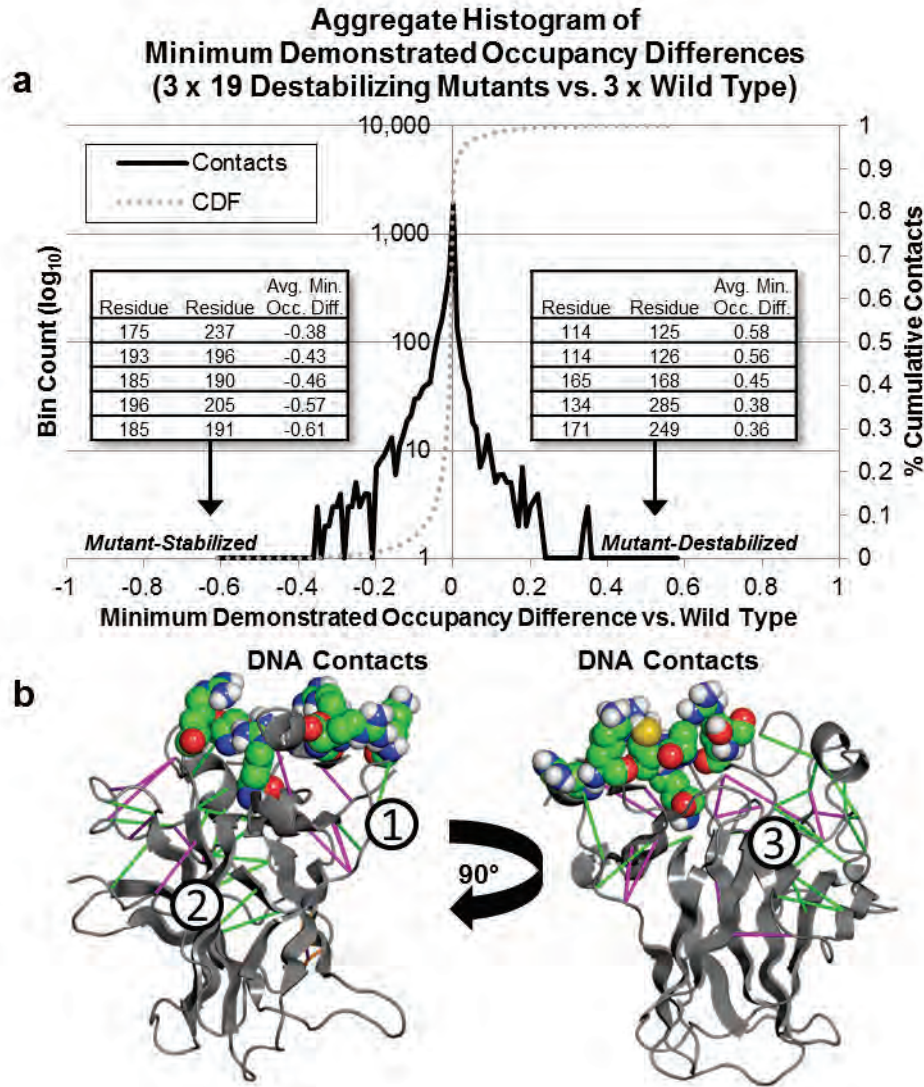 Aggregate Histogram of
Minimum Demonstrated Occupancy Differences
(3 x 19 Destabilizing Mutants vs. 3 x Wild Type)
a
10,000
1,000
100
10
1
Bin Count (log10)
Contacts
CDF
1
0.9
0.8
0.7
0.6
0.5
0.4
0.3
0.2
0.1
0
% Cumulative Contacts
Residue Residue Avg. Min. Occ. Diff.
175 237 -0.38
193 196 -0.43
185 190 -0.46
196 205 -0.57
185 191 -0.61
Residue Residue Avg. Min. Occ. Diff.
114 125 0.58
114 126 0.56
165 168 0.45
134 285 0.38
171 249 0.36
Mutant-Stabilized
Mutant-Destabilized
-1 -0.8 -0.6 -0.4 -0.2 0 0.2 0.4 0.6 0.8 1
Minimum Demonstrated Occupancy Difference vs. Wild Type
b
DNA Contacts
DNA Contacts
1
2
90°
3